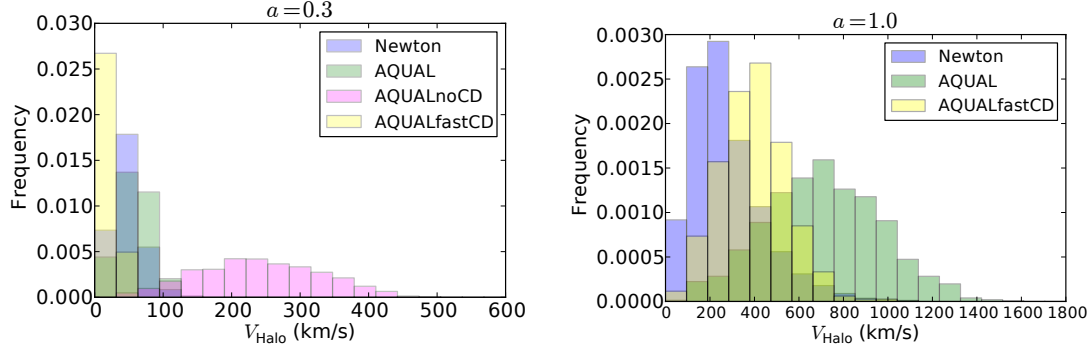 a=0.3
0.030
0.025
0.020
0.015
0.010
0.005
0.000
Frequency
Newton
AQUAL
AQUALnoCD
AQUALfastCD
0 100 200 300 400 500 600
V_Halo (km/s)
a=1.0
0.0030
0.0025
0.0020
0.0015
0.0010
0.0005
0.0000
Frequency
Newton
AQUAL
AQUALfastCD
0 200 400 600 800 1000 1200 1400 1600 1800
V_Halo (km/s)